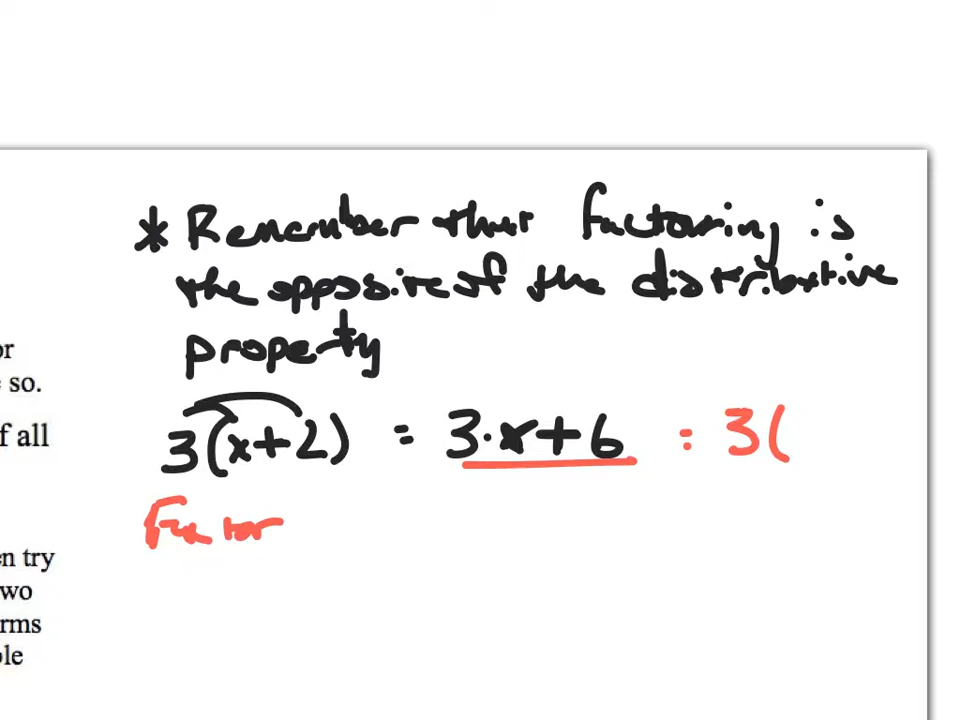 * Remember that factoring is
the opposite of the distributive
property
3(x+2) = 3·x+6 = 3(
Factor
or
so.
f all
en try
wo
rms
ole